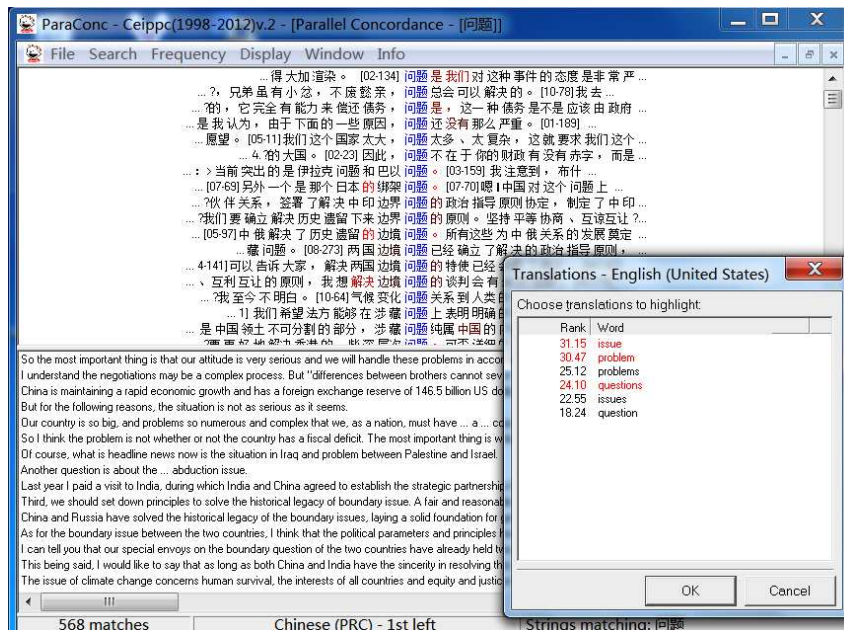 ParaConc - Ceippc(1998-2012)v.2 - [Parallel Concordance - [问题]]
File Search Frequency Display Window Info
... 得 大加 渲染 。 [02-134] 问题 是 我们 对 这种 事件 的 态度 是 非常 严 ...
... ?, 兄弟 虽 有 小 忿 , 不 废 懿 亲 , 问题 总会 可以 解决 的 。 [10-78] 我 去 ...
... ?的 , 它 完全 有 能力 来 偿还 债务 , 问题 是 , 这 一 种 债务 是不是 应该 由 政府 ...
... 是 我 认为 , 由于 下面 的 一些 原因 , 问题 还 没有 那么 严重 。 [01-189] ...
... 愿望 。 [05-11] 我们 这个 国家 太大 , 问题 太多 、 太 复杂 , 这 就 要求 我们 这个 ...
... 4. ?的 大国 。 [02-23] 因此 , 问题 不 在于 你的 财政 有 没有 赤字 , 而是 ...
... : > 当前 突出 的 是 伊拉克 问题 和 巴以 问题 。 [03-159] 我 注意到 , 布什 ...
... [07-69] 另外 一个 是 那个 日本 的 绑架 问题 。 [07-70] 嗯 ! 中国 对 这个 问题 上 ...
... ?伙伴 关系 , 签署 了 解决 中印 边界 问题 的 政治 指导 原则 协定 , 制定 了 中印 ...
... ?我们 要 确立 解决 历史 遗留 下来 边界 问题 的 原则 。 坚持 平等 协商 、 互谅互让 ?...
... [05-97] 中 俄 解决 了 历史 遗留 的 边境 问题 。 所有 这些 为 中 俄 关系 的 发展 奠定 ...
... 藏 问题 。 [08-273] 两国 边境 问题 已经 确立 了 解决 的 政治 指导 原则 ,
... 4-141] 可以 告诉 大家 , 解决 两国 边境 问题 的 特使 已经
... 、 互利 互让 的 原则 , 我 想 解决 边境 问题 的 谈判 会 有
... ?我 至今 不 明白 。 [10-64] 气候 变化 问题 关系 到 人类
... 1] 我们 希望 法方 能够 在 涉藏 问题 上 表明 明确
... 是 中国 领土 不可 分割 的 部分 , 涉藏 问题 纯属 中国 的
So the most important thing is that our attitude is very serious and we will handle these problems in accor
I understand the negotiations may be a complex process. But "differences between brothers cannot sev
China is maintaining a rapid economic growth and has a foreign exchange reserve of 146.5 billion US do
But for the following reasons, the situation is not as serious as it seems.
Our country is so big, and problems so numerous and complex that we, as a nation, must have ... a ... co
So I think the problem is not whether or not the country has a fiscal deficit. The most important thing is w
Of course, what is headline news now is the situation in Iraq and problem between Palestine and Israel.
Another question is about the ... abduction issue.
Last year I paid a visit to India, during which India and China agreed to establish the strategic partnership
Third, we should set down principles to solve the historical legacy of boundary issue. A fair and reasonab
China and Russia have solved the historical legacy of the boundary issues, laying a solid foundation for
As for the boundary issue between the two countries, I think that the political parameters and principles
I can tell you that our special envoys on the boundary question of the two countries have already held tw
This being said, I would like to say that as long as both China and India have the sincerity in resolving th
The issue of climate change concerns human survival, the interests of all countries and equity and justic
568 matches Chinese (PRC) - 1st left Strings matching: 问题
Translations - English (United States)
Choose translations to highlight:
Rank Word
31.15 issue
30.47 problem
25.12 problems
24.10 questions
22.55 issues
18.24 question
OK Cancel